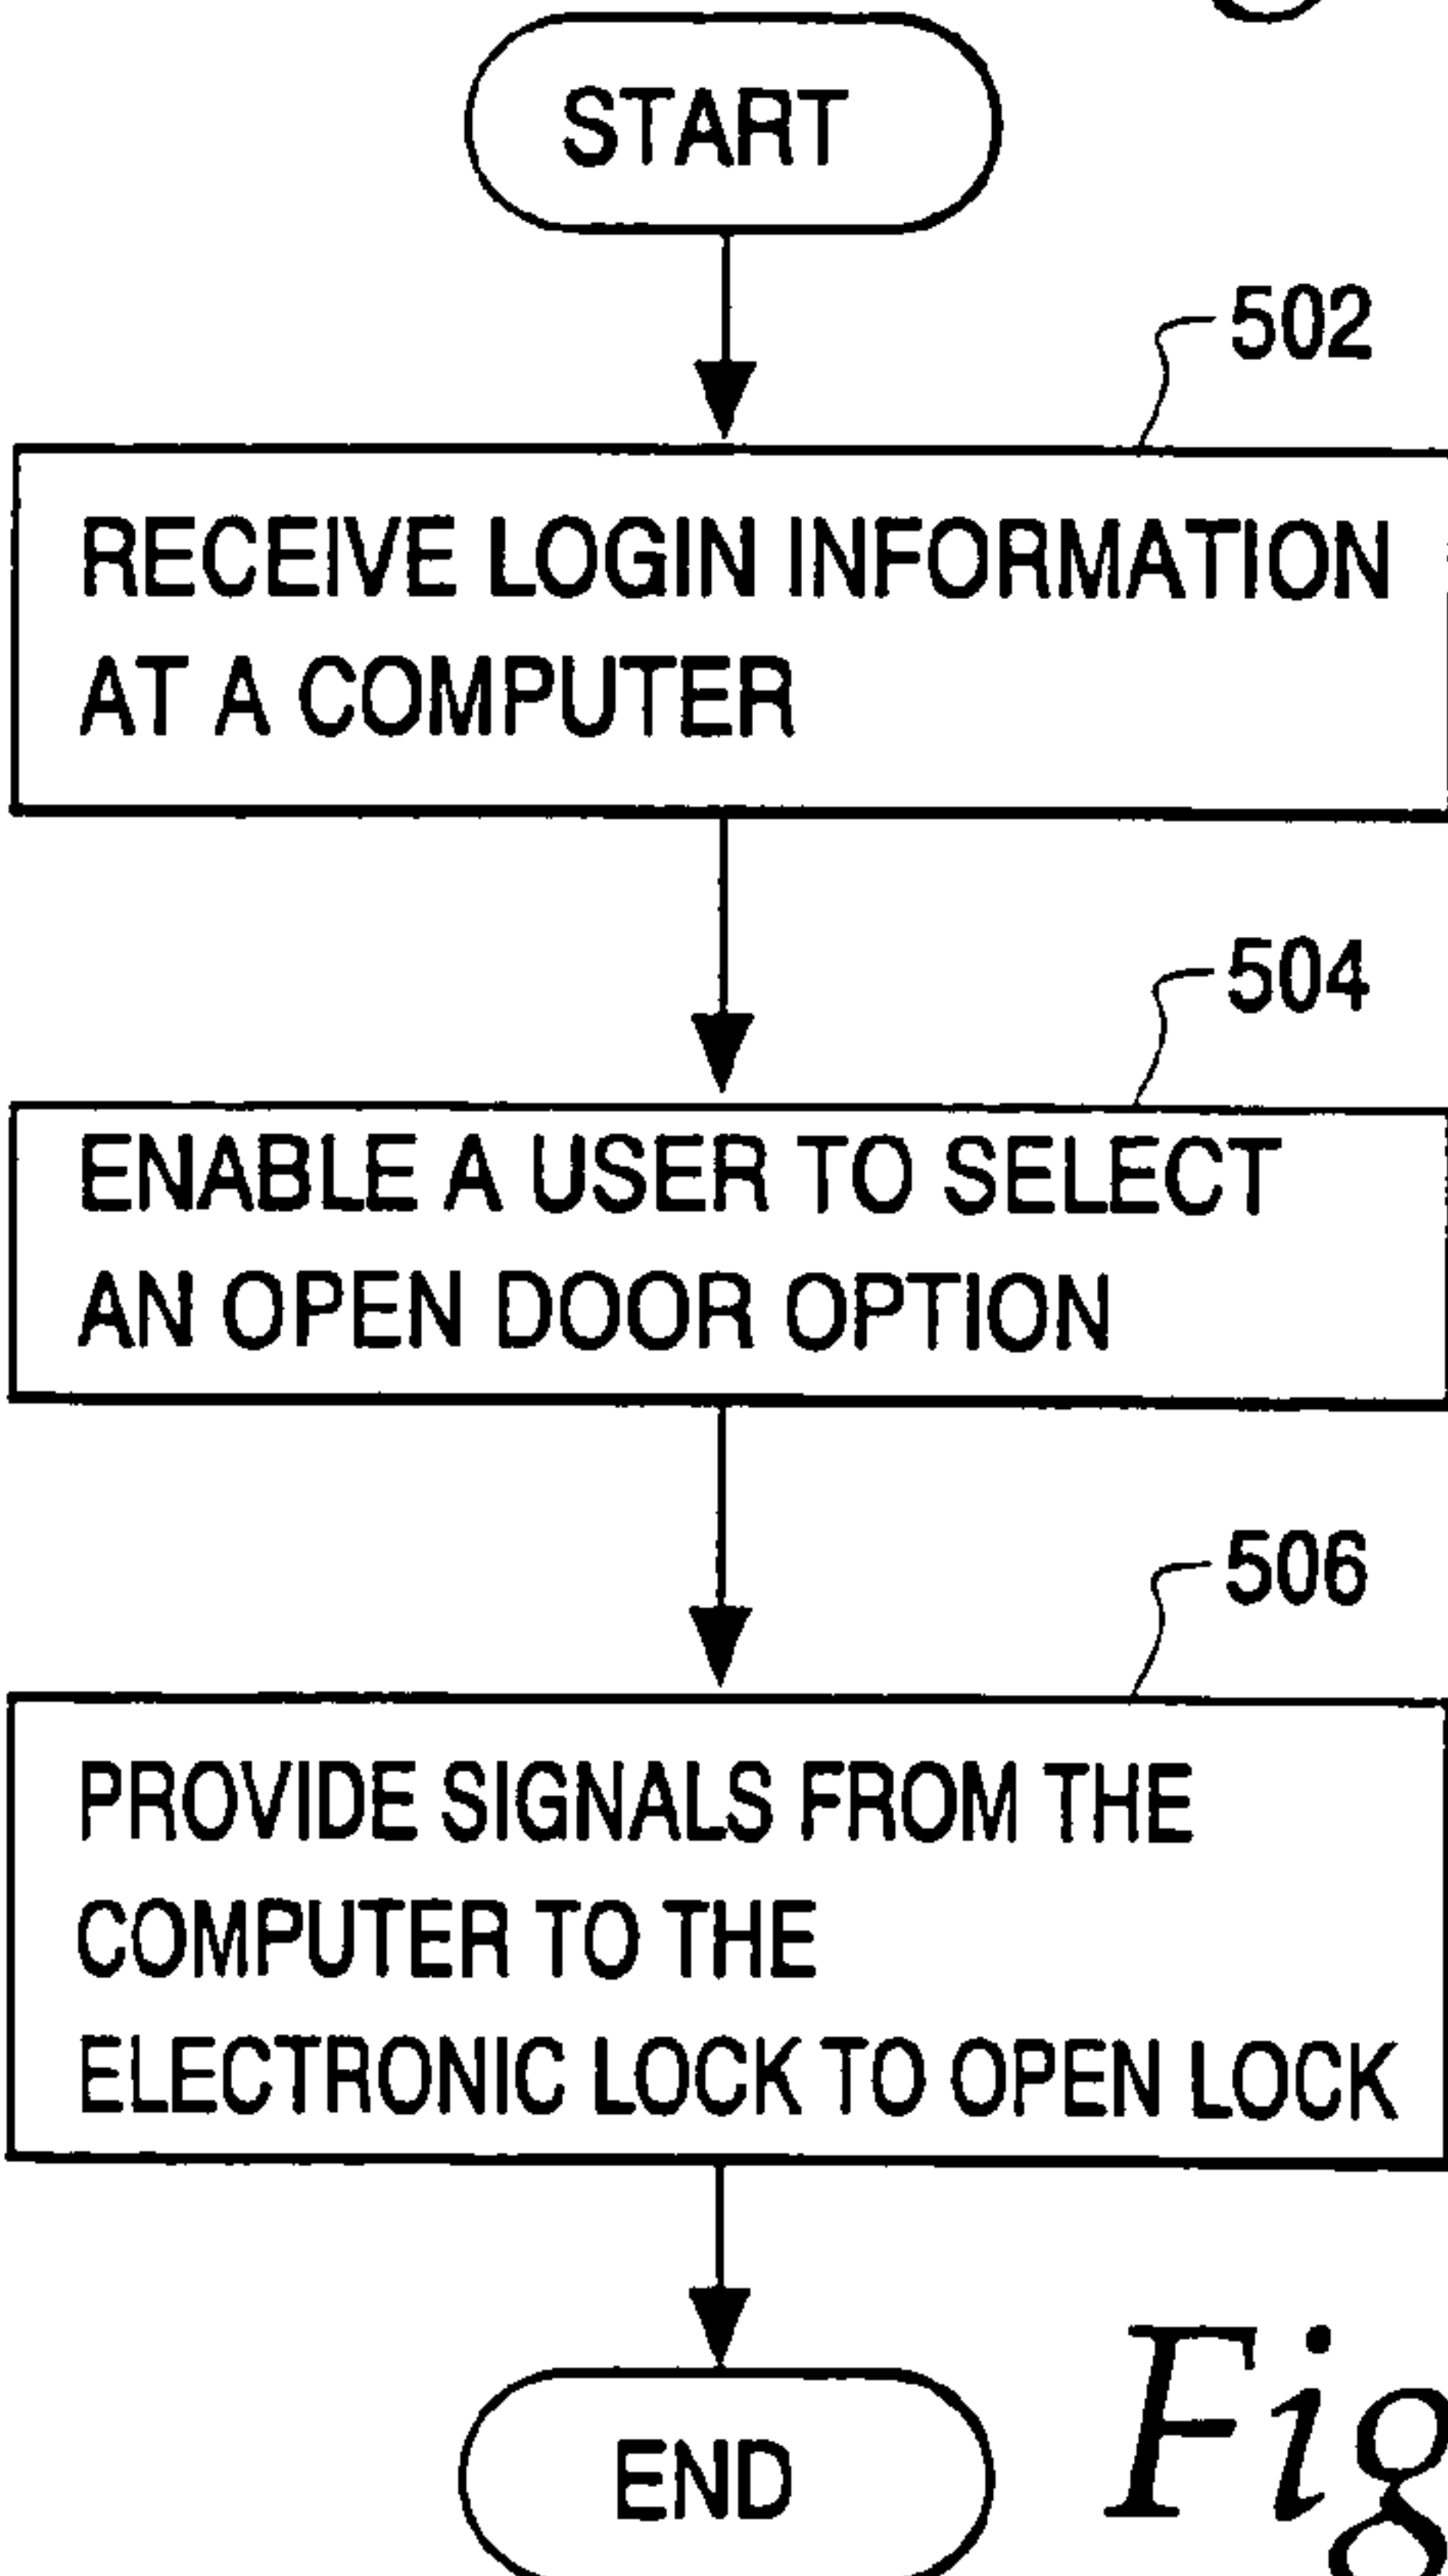 START
502
RECEIVE LOGIN INFORMATION
AT A COMPUTER
504
ENABLE A USER TO SELECT
AN OPEN DOOR OPTION
506
PROVIDE SIGNALS FROM THE
COMPUTER TO THE
ELECTRONIC LOCK TO OPEN LOCK
END
Fig